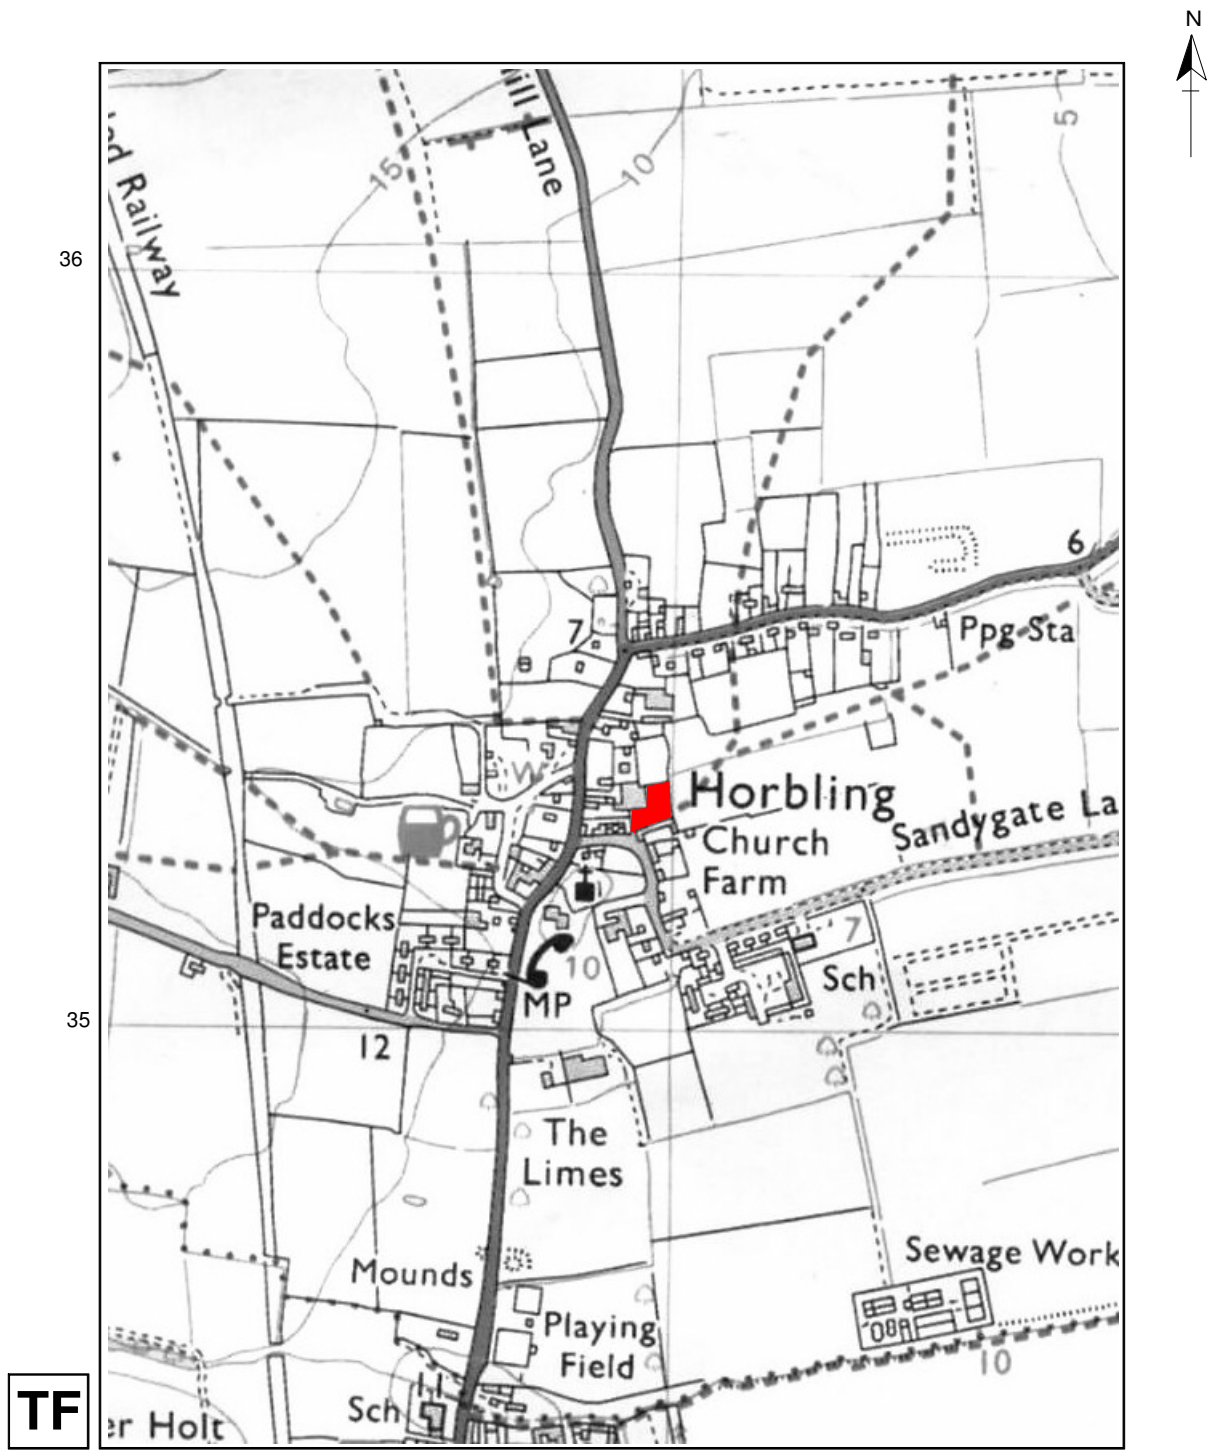 N
Lane
Railway
15
10
5
36
6
7
Ppg Sta
W
Horbling
Church
Farm
Sandygate La
Paddocks
Estate
7
10
Sch
MP
35
12
The
Limes
Sewage Work
Mounds
Playing
Field
10
11
Sch
TF
er Holt